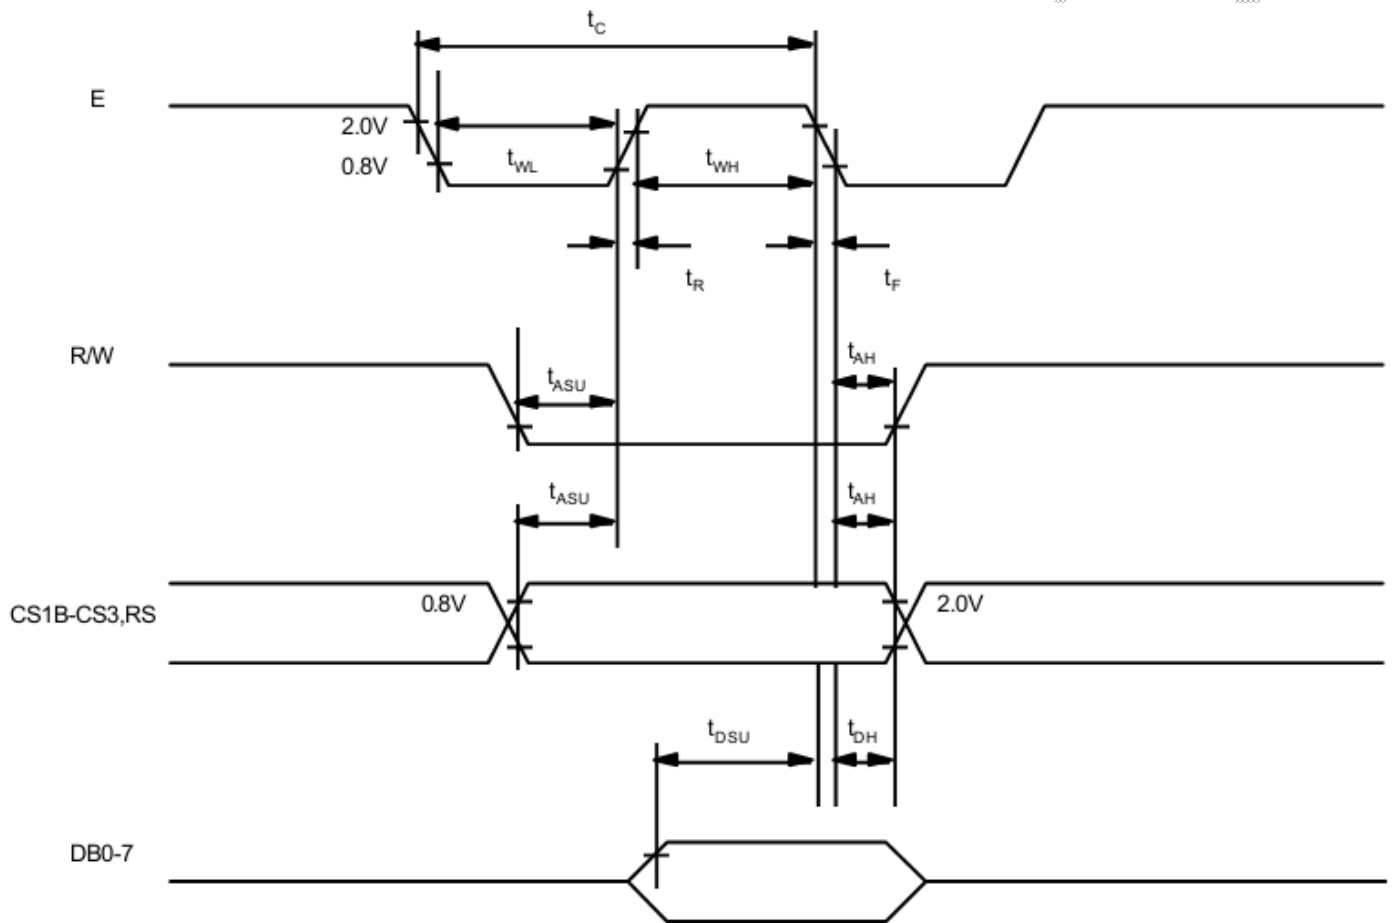 tC
E
2.0V
0.8V
tWL
tWH
tR
tF
R/W
tASU
tAH
tASU
tAH
0.8V
2.0V
CS1B-CS3,RS
tDSU
tDH
DB0-7